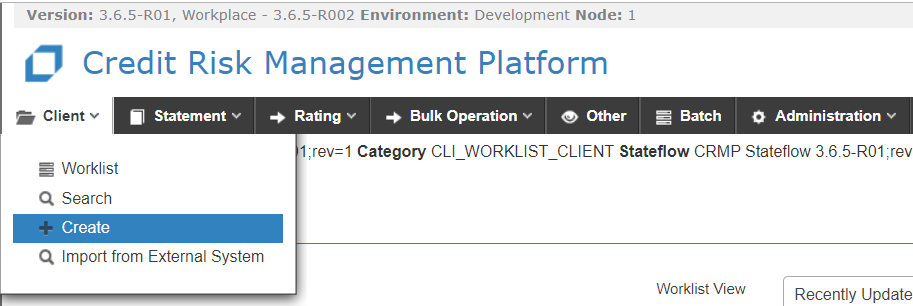 Version: 3.6.5-R01, Workplace - 3.6.5-R002 Environment: Development Node: 1
Credit Risk Management Platform
Client Statement Rating Bulk Operation Other Batch Administration
;rev=1 Category CLI_WORKLIST_CLIENT Stateflow CRMP Stateflow 3.6.5-R01;rev
Worklist
Search
Create
Import from External System
Worklist View
Recently Update